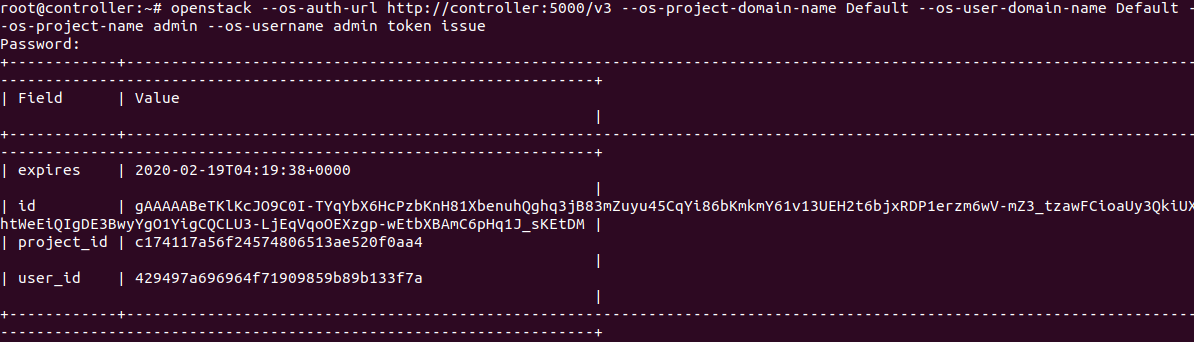 root@controller:~# openstack --os-auth-url http://controller:5000/v3 --os-project-domain-name Default --os-user-domain-name Default -
-os-project-name admin --os-username admin token issue
Password:
+------------+-----------------------------------------------------------------------------------------------------------------------
------------------------------------------------------------------+
| Field      | Value
                                                                  |
+------------+-----------------------------------------------------------------------------------------------------------------------
------------------------------------------------------------------+
| expires    | 2020-02-19T04:19:38+0000
                                                                  |
| id         | gAAAAABeTKlKcJO9C0I-TYqYbX6HcPzbKnH81XbenuhQghq3jB83mZuyu45CqYi86bKmkmY61v13UEH2t6bjxRDP1erzm6wV-mZ3_tzawFCioaUy3QkiUX
htWeEiQIgDE3BwyYgO1YigCQCLU3-LjEqVqoOEXzgp-wEtbXBAmC6pHq1J_sKEtDM |
| project_id | c174117a56f24574806513ae520f0aa4
                                                                  |
| user_id    | 429497a696964f71909859b89b133f7a
                                                                  |
+------------+-----------------------------------------------------------------------------------------------------------------------
------------------------------------------------------------------+